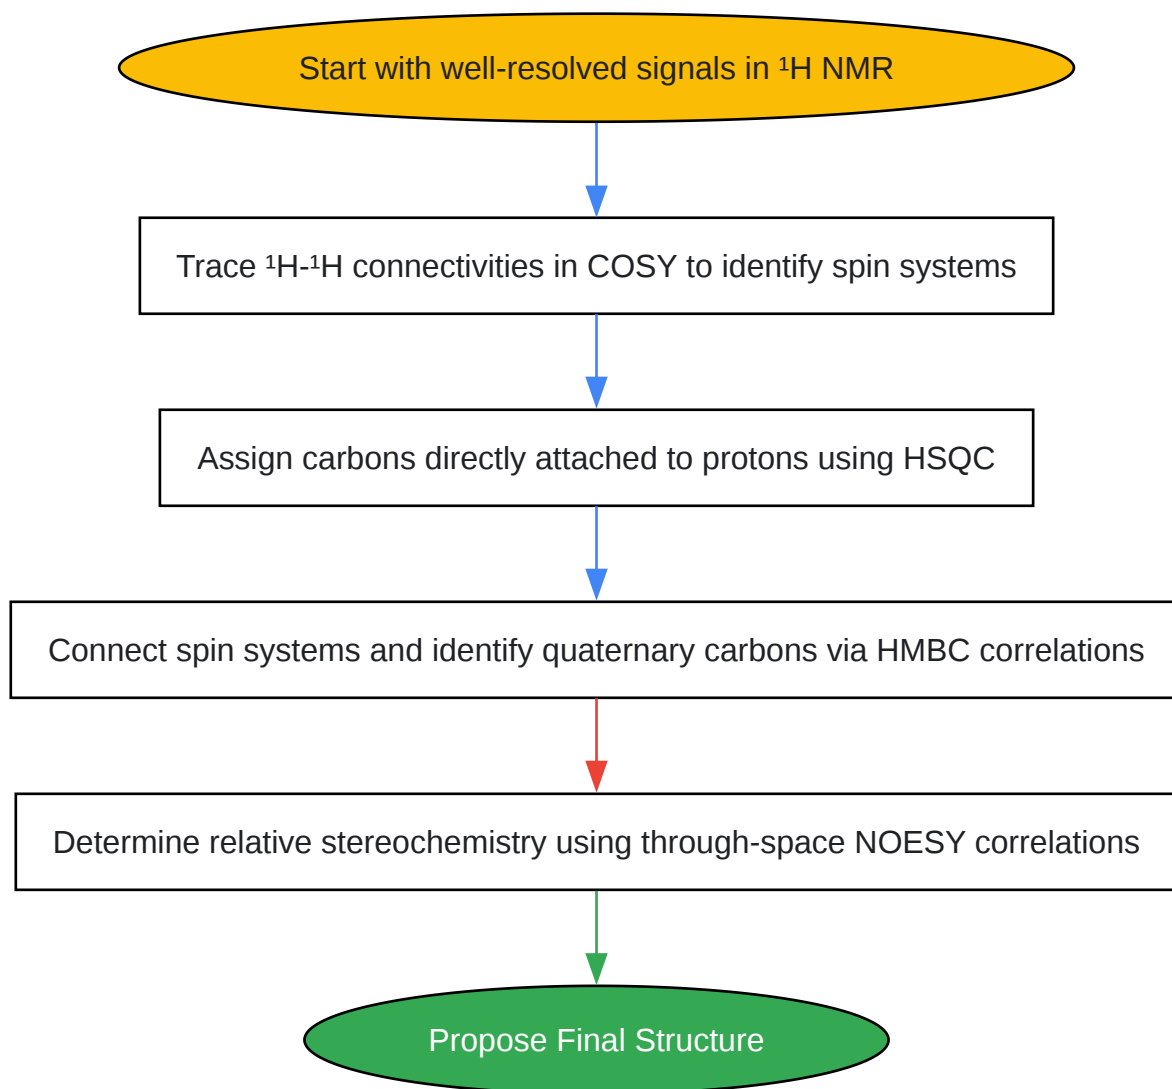 Start with well-resolved signals in ¹H NMR
Trace ¹H-¹H connectivities in COSY to identify spin systems
Assign carbons directly attached to protons using HSQC
Connect spin systems and identify quaternary carbons via HMBC correlations
Determine relative stereochemistry using through-space NOESY correlations
Propose Final Structure